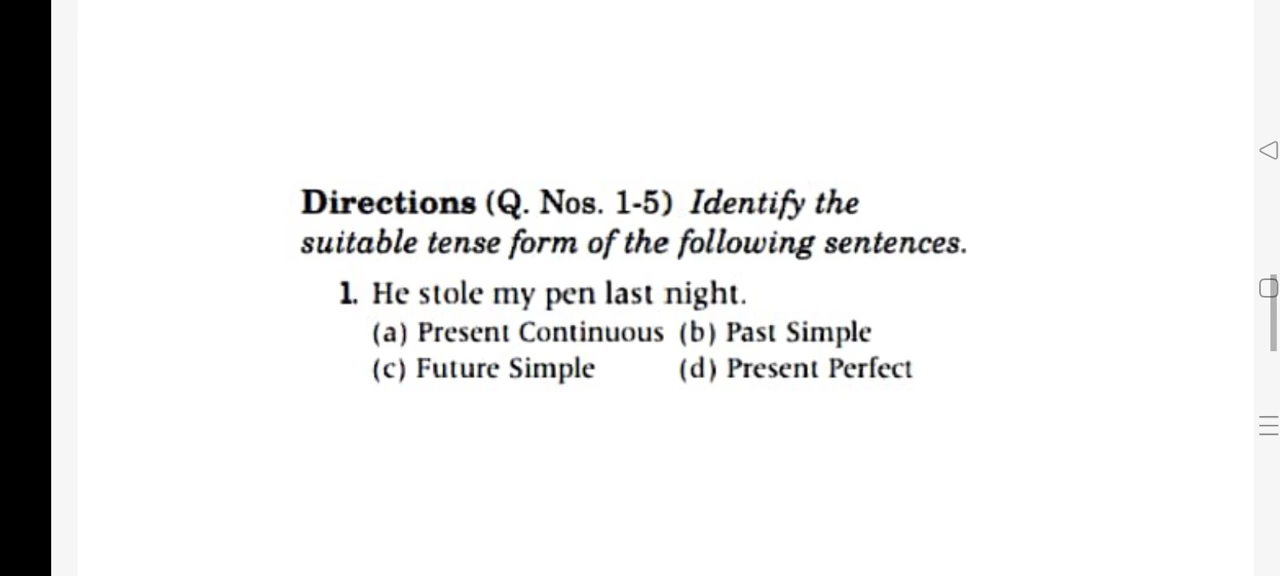 Directions (Q. Nos. 1-5) Identify the
suitable tense form of the following sentences.
1. He stole my pen last night.
(a) Present Continuous (b) Past Simple
(c) Future Simple (d) Present Perfect